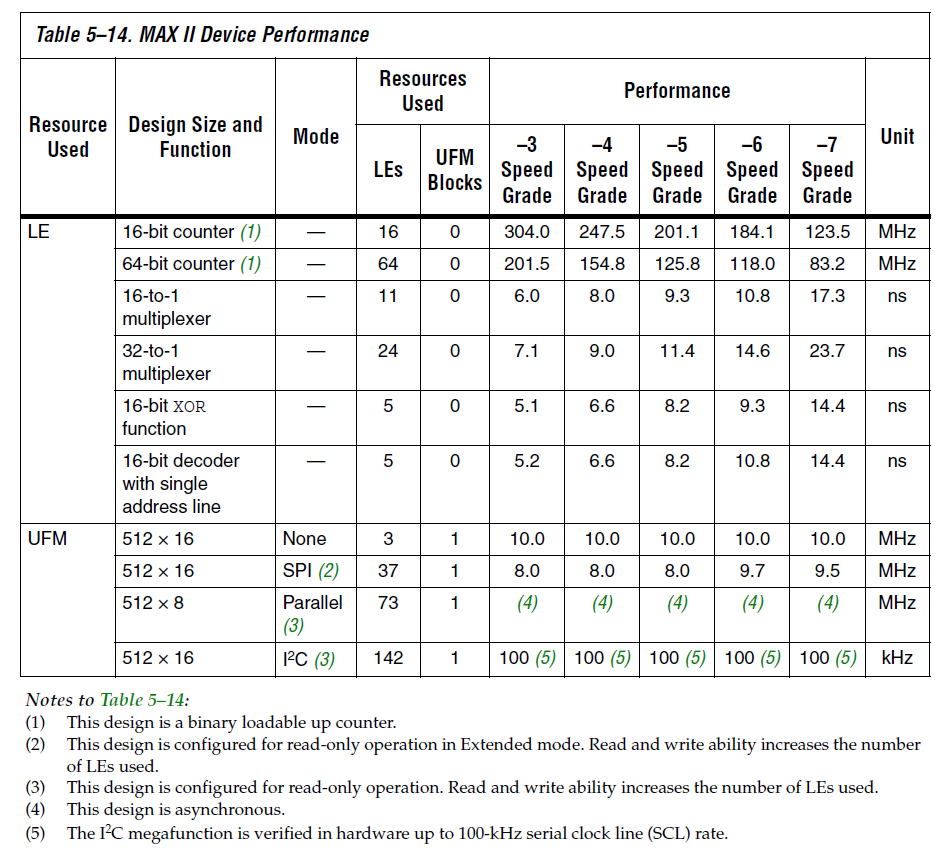 Table 5–14. MAX II Device Performance
Resource Used Design Size and Function Mode Resources Used Performance Unit
LEs UFM Blocks –3 Speed Grade –4 Speed Grade –5 Speed Grade –6 Speed Grade –7 Speed Grade
LE 16-bit counter (1) — 16 0 304.0 247.5 201.1 184.1 123.5 MHz
64-bit counter (1) — 64 0 201.5 154.8 125.8 118.0 83.2 MHz
16-to-1 — 11 0 6.0 8.0 9.3 10.8 17.3 ns
multiplexer
32-to-1 — 24 0 7.1 9.0 11.4 14.6 23.7 ns
multiplexer
16-bit XOR — 5 0 5.1 6.6 8.2 9.3 14.4 ns
function
16-bit decoder — 5 0 5.2 6.6 8.2 10.8 14.4 ns
with single
address line
UFM 512 × 16 None 3 1 10.0 10.0 10.0 10.0 10.0 MHz
512 × 16 SPI (2) 37 1 8.0 8.0 8.0 9.7 9.5 MHz
512 × 8 Parallel 73 1 (4) (4) (4) (4) (4) MHz
(3)
512 × 16 I²C (3) 142 1 100 (5) 100 (5) 100 (5) 100 (5) 100 (5) kHz
Notes to Table 5–14:
(1) This design is a binary loadable up counter.
(2) This design is configured for read-only operation in Extended mode. Read and write ability increases the number
of LEs used.
(3) This design is configured for read-only operation. Read and write ability increases the number of LEs used.
(4) This design is asynchronous.
(5) The I²C megafunction is verified in hardware up to 100-kHz serial clock line (SCL) rate.